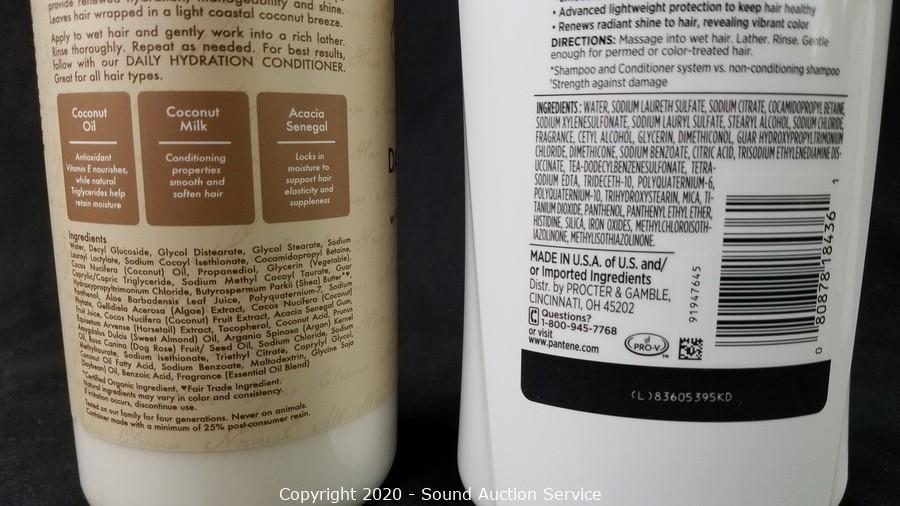 provide renewed hydration, manageability and shine.
Leaves hair wrapped in a light coastal coconut breeze.
Apply to wet hair and gently work into a rich lather.
Rinse thoroughly. Repeat as needed. For best results,
follow with our DAILY HYDRATION CONDITIONER.
Great for all hair types.
Coconut
Oil
Antioxidant
Vitamin E nourishes,
while natural
Triglycerides help
retain moisture
Coconut
Milk
Conditioning
properties
smooth and
soften hair
Acacia
Senegal
Locks in
moisture to
support hair
elasticity and
suppleness
Ingredients
Water, Decyl Glucoside, Glycol Distearate, Glycol Stearate, Sodium
Lauroyl Lactylate, Sodium Cocoyl Isethionate, Cocamidopropyl Betaine,
Cocos Nucifera (Coconut) Oil, Propanediol, Glycerin (Vegetable),
Caprylic/Capric Triglyceride, Sodium Methyl Cocoyl Taurate, Guar
Hydroxypropyltrimonium Chloride, Butyrospermum Parkii (Shea) Butter*♥,
Panthenol, Aloe Barbadensis Leaf Juice, Polyquaternium-7, Sodium
Phytate, Gellidiela Acerosa (Algae) Extract, Cocos Nucifera (Coconut)
Fruit Juice, Cocos Nucifera (Coconut) Fruit Extract, Acacia Senegal Gum,
Equisetum Arvense (Horsetail) Extract, Tocopherol, Coconut Acid, Prunus
Amygdalus Dulcis (Sweet Almond) Oil, Argania Spinosa (Argan) Kernel
Oil, Rosa Canina (Dog Rose) Fruit/ Seed Oil, Sodium Chloride, Sodium
Methyltaurate, Sodium Isethionate, Triethyl Citrate, Caprylyl Glycol,
Coconut Oil Fatty Acid, Sodium Benzoate, Maltodextrin, Glycine Soja
(Soybean) Oil, Benzoic Acid, Fragrance (Essential Oil Blend)
*Certified Organic Ingredient. ♥Fair Trade Ingredient.
Natural ingredients may vary in color and consistency.
If irritation occurs, discontinue use.
Tested on our family for four generations. Never on animals.
Container made with a minimum of 25% post-consumer resin.
• Advanced lightweight protection to keep hair healthy
• Renews radiant shine to hair, revealing vibrant color
DIRECTIONS: Massage into wet hair. Lather. Rinse. Gentle
enough for permed or color-treated hair.
*Shampoo and Conditioner system vs. non-conditioning shampoo
†Strength against damage
INGREDIENTS: WATER, SODIUM LAURETH SULFATE, SODIUM CITRATE, COCAMIDOPROPYL BETAINE,
SODIUM XYLENESULFONATE, SODIUM LAURYL SULFATE, STEARYL ALCOHOL, SODIUM CHLORIDE,
FRAGRANCE, CETYL ALCOHOL, GLYCERIN, DIMETHICONOL, GUAR HYDROXYPROPYLTRIMONIUM
CHLORIDE, DIMETHICONE, SODIUM BENZOATE, CITRIC ACID, TRISODIUM ETHYLENEDIAMINE DIS-
UCCINATE, TEA-DODECYLBENZENESULFONATE, TETRA-
SODIUM EDTA, TRIDECETH-10, POLYQUATERNIUM-6,
POLYQUATERNIUM-10, TRIHYDROXYSTEARIN, MICA, TI-
TANIUM DIOXIDE, PANTHENOL, PANTHENYL ETHYL ETHER,
HISTIDINE, SILICA, IRON OXIDES, METHYLCHLOROISOTH-
IAZOLINONE, METHYLISOTHIAZOLINONE.
MADE IN U.S.A. of U.S. and/
or Imported Ingredients
Distr. by PROCTER & GAMBLE,
CINCINNATI, OH 45202
Questions?
1-800-945-7768
or visit
www.pantene.com
PRO-V
TM
91947645
0 80878 18436 1
(L)83605395KD
Copyright 2020 - Sound Auction Service